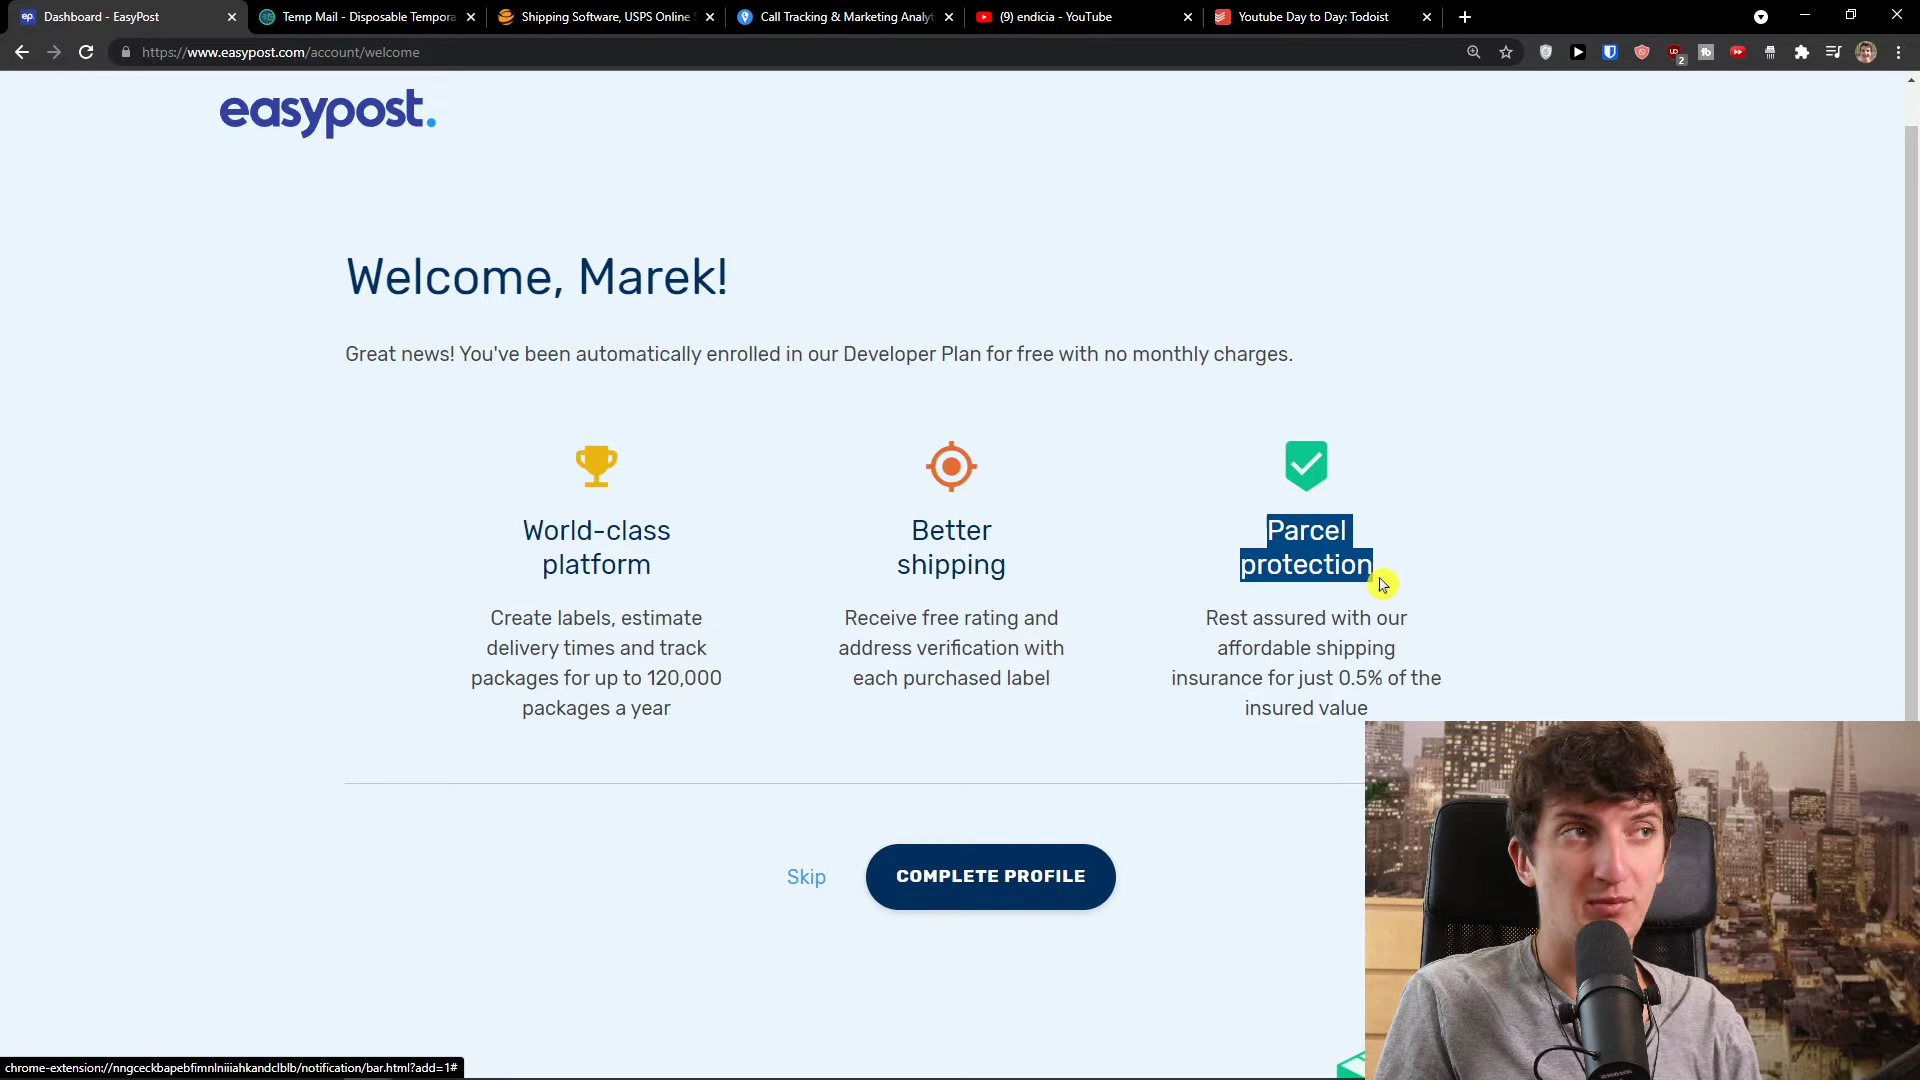 Dashboard - EasyPost
Temp Mail - Disposable Tempora
Shipping Software, USPS Online
Call Tracking & Marketing Analyt
(9) endicia - YouTube
Youtube Day to Day: Todoist
https://www.easypost.com/account/welcome
2
easypost.
Welcome, Marek!
Great news! You've been automatically enrolled in our Developer Plan for free with no monthly charges.
World-class
platform
Create labels, estimate
delivery times and track
packages for up to 120,000
packages a year
Better
shipping
Receive free rating and
address verification with
each purchased label
Parcel
protection
Rest assured with our
affordable shipping
insurance for just 0.5% of the
insured value
Skip
COMPLETE PROFILE
chrome-extension://nngceckbapebfimnlniiiahkandclblb/notification/bar.html?add=1#